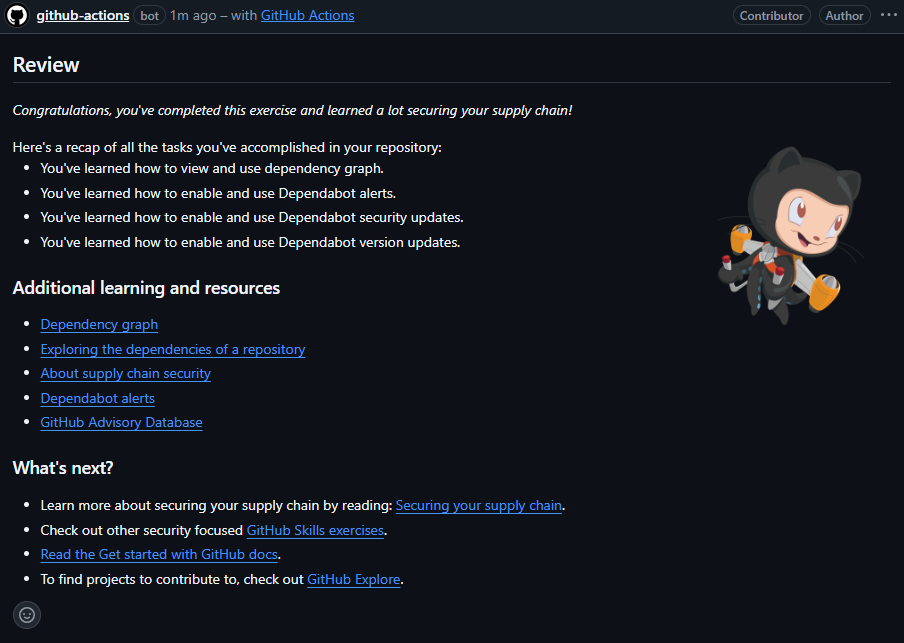 github-actions bot 1m ago – with GitHub Actions Contributor Author
Review
Congratulations, you've completed this exercise and learned a lot securing your supply chain!
Here's a recap of all the tasks you've accomplished in your repository:
You've learned how to view and use dependency graph.
You've learned how to enable and use Dependabot alerts.
You've learned how to enable and use Dependabot security updates.
You've learned how to enable and use Dependabot version updates.
Additional learning and resources
Dependency graph
Exploring the dependencies of a repository
About supply chain security
Dependabot alerts
GitHub Advisory Database
What's next?
Learn more about securing your supply chain by reading: Securing your supply chain.
Check out other security focused GitHub Skills exercises.
Read the Get started with GitHub docs.
To find projects to contribute to, check out GitHub Explore.